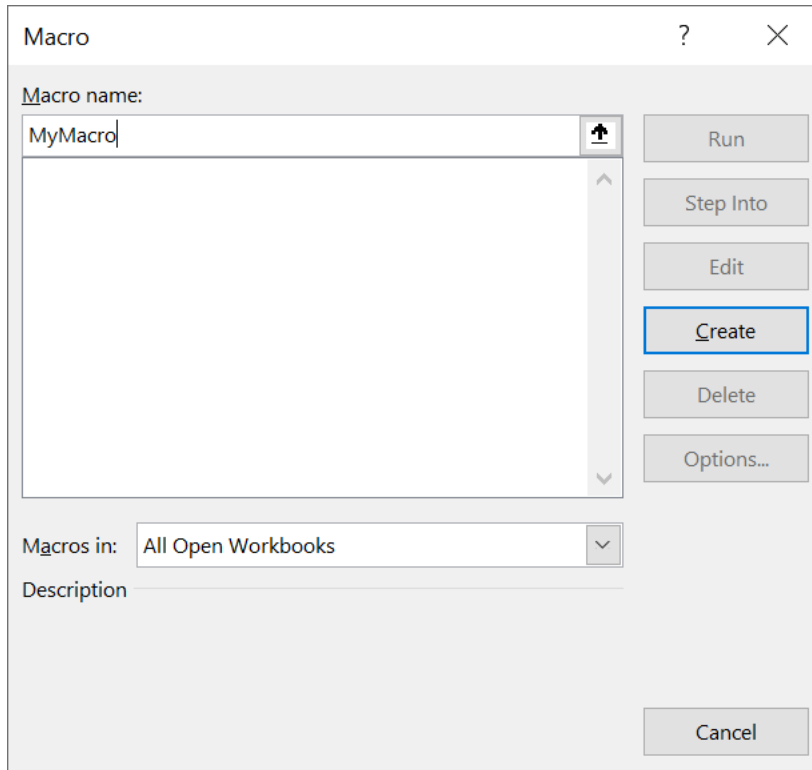 Macro ?
Macro name:
MyMacro
Run
Step Into
Edit
Create
Delete
Options...
Macros in: All Open Workbooks
Description
Cancel